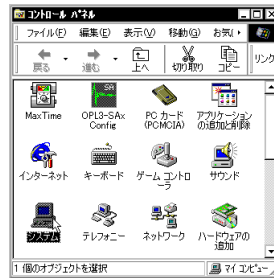 コントロール パネル
ファイル(F) 編集(E) 表示(V) 移動(G) お気に
戻る 進む 上へ 切り取り コピー リンク
MaxTime OPL3-SAx Config PC カード (PCMCIA) アプリケーションの追加と削除
インターネット キーボード ゲーム コントローラ サウンド
システム テレフォニー ネットワーク ハードウェアの追加
1 個のオブジェクトを選択 マイ コンピュータ